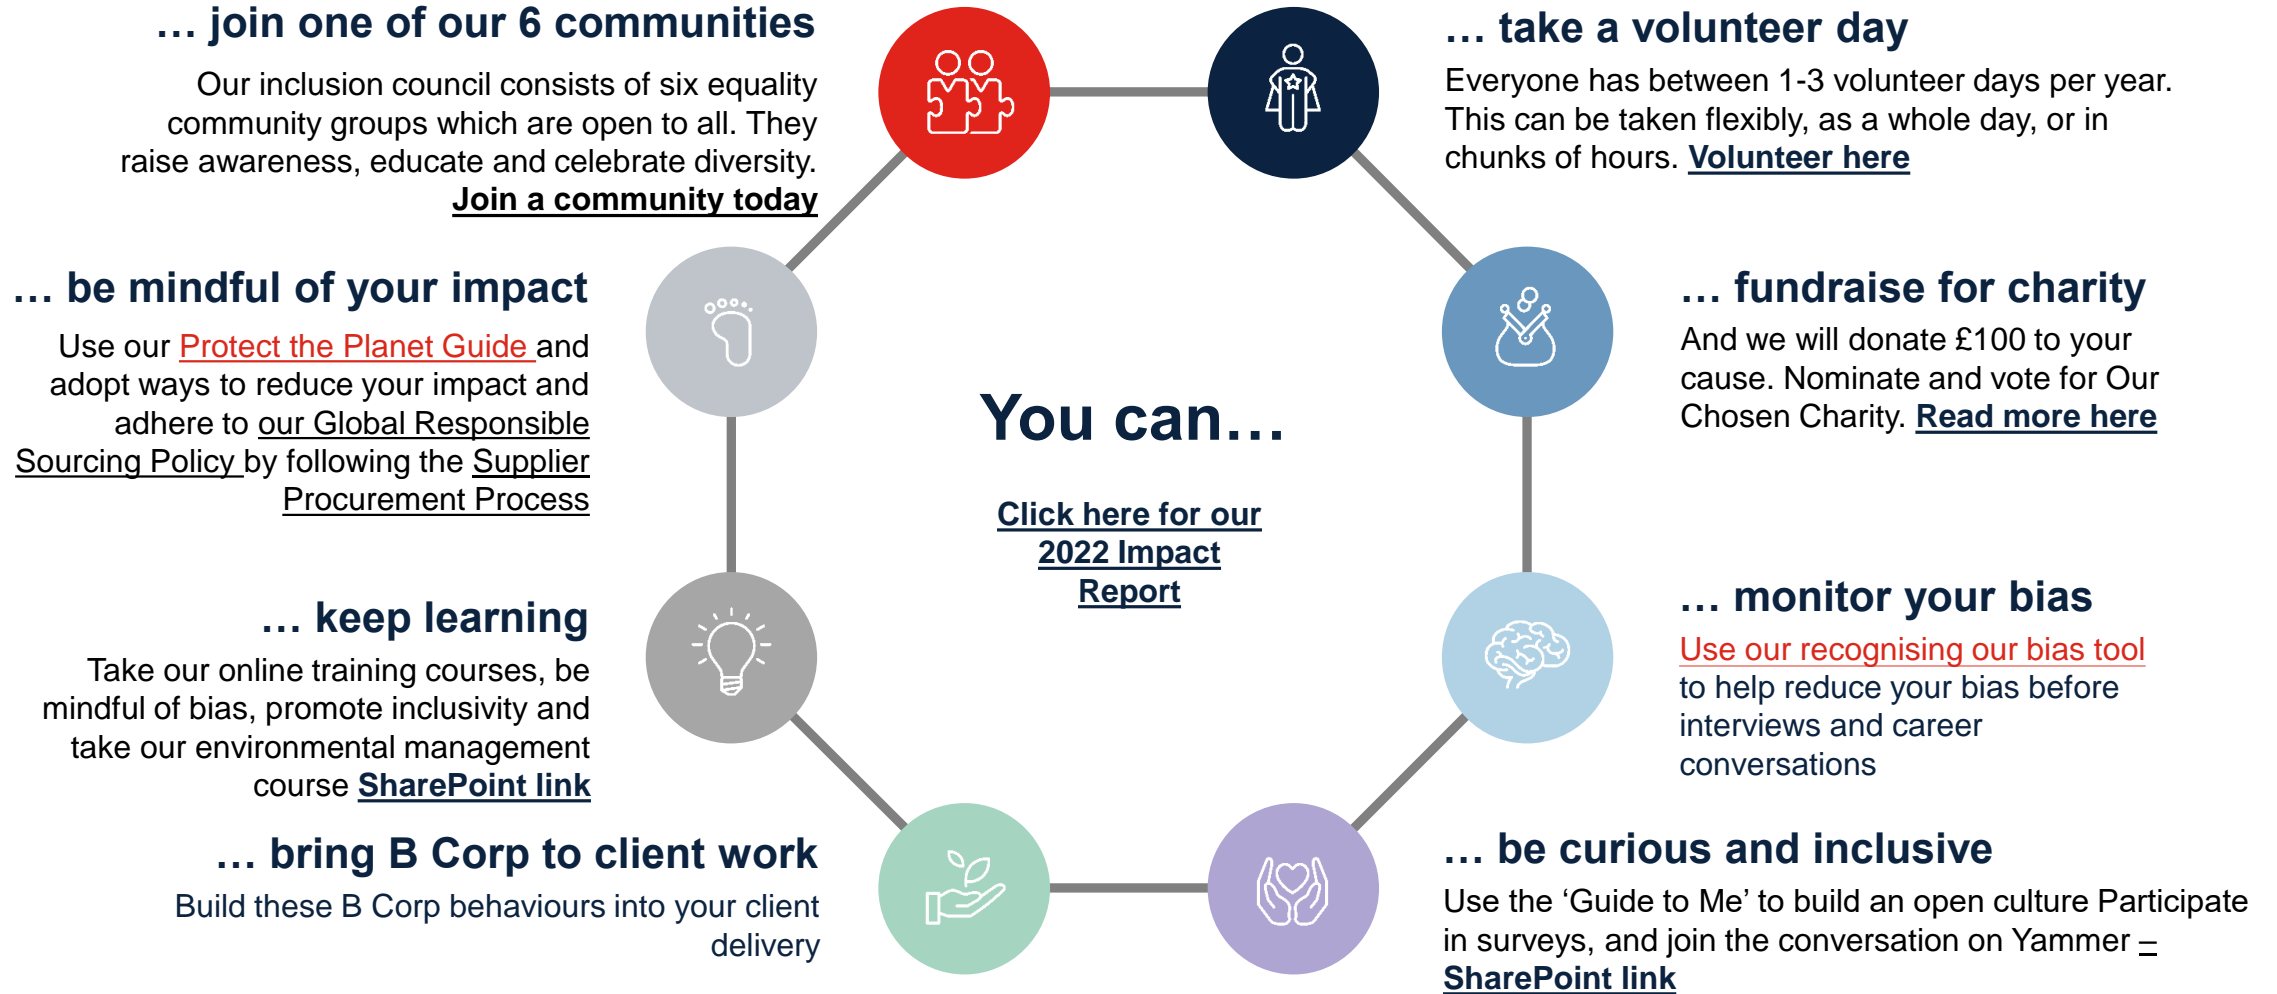 … join one of our 6 communities
Our inclusion council consists of six equality
community groups which are open to all. They
raise awareness, educate and celebrate diversity.
Join a community today
… take a volunteer day
Everyone has between 1-3 volunteer days per year.
This can be taken flexibly, as a whole day, or in
chunks of hours. Volunteer here
… be mindful of your impact
Use our Protect the Planet Guide and
adopt ways to reduce your impact and
adhere to our Global Responsible
Sourcing Policy by following the Supplier
Procurement Process
… fundraise for charity
And we will donate £100 to your
cause. Nominate and vote for Our
Chosen Charity. Read more here
You can…
Click here for our
2022 Impact
Report
… keep learning
Take our online training courses, be
mindful of bias, promote inclusivity and
take our environmental management
course SharePoint link
… monitor your bias
Use our recognising our bias tool
to help reduce your bias before
interviews and career
conversations
… bring B Corp to client work
Build these B Corp behaviours into your client
delivery
… be curious and inclusive
Use the ‘Guide to Me’ to build an open culture Participate
in surveys, and join the conversation on Yammer –
SharePoint link